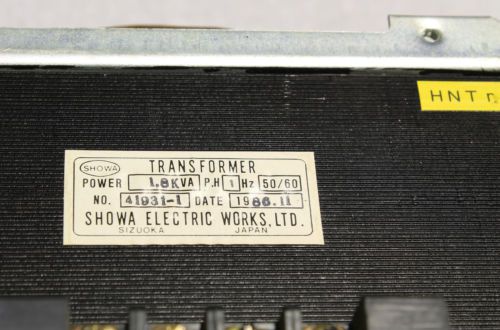 HNT
SHOWA TRANSFORMER
POWER 1.8KVA P.H 1 Hz 50/60
NO. 41931-1 DATE 1986.11
SHOWA ELECTRIC WORKS, LTD.
SIZUOKA JAPAN